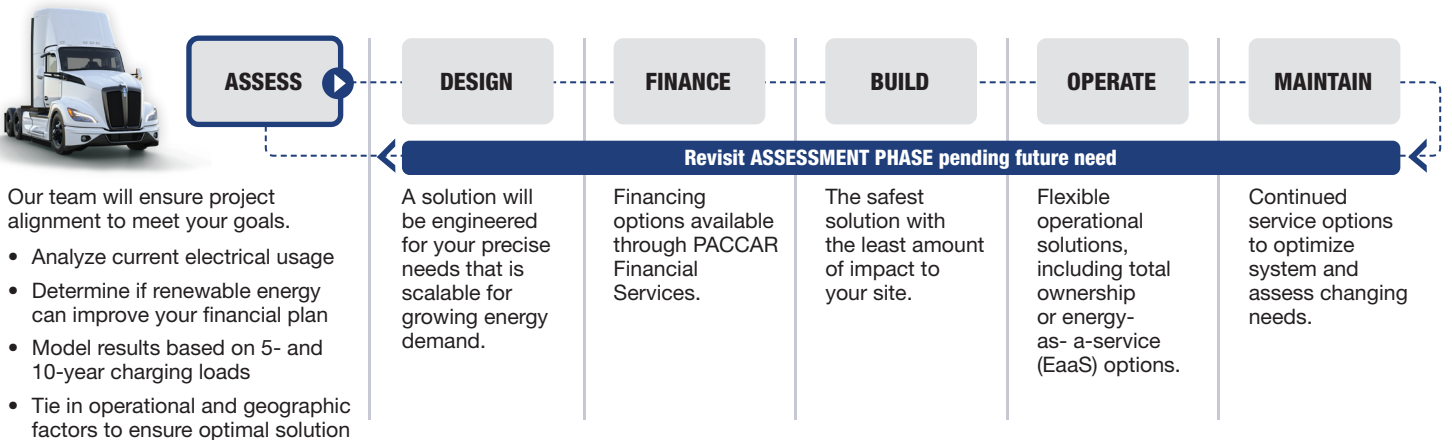 ASSESS
DESIGN
FINANCE
BUILD
OPERATE
MAINTAIN
Revisit ASSESSMENT PHASE pending future need
Our team will ensure project
alignment to meet your goals.
• Analyze current electrical usage
• Determine if renewable energy
can improve your financial plan
• Model results based on 5- and
10-year charging loads
• Tie in operational and geographic
factors to ensure optimal solution
A solution will
be engineered
for your precise
needs that is
scalable for
growing energy
demand.
Financing
options available
through PACCAR
Financial
Services.
The safest
solution with
the least amount
of impact to
your site.
Flexible
operational
solutions,
including total
ownership
or energy-
as- a-service
(EaaS) options.
Continued
service options
to optimize
system and
assess changing
needs.